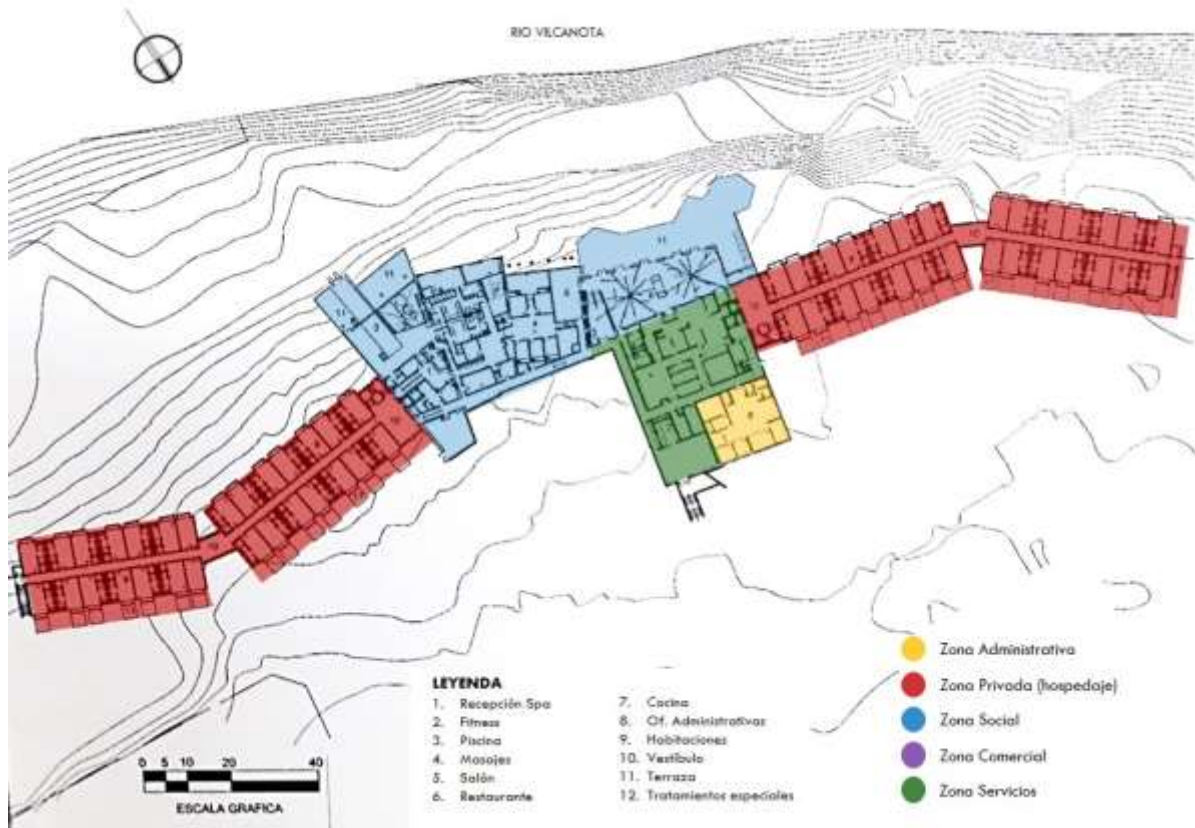 RIO VILCANOTA
LEYENDA
1. Recepción Spa
2. Fitness
3. Piscina
4. Masajes
5. Salón
6. Restaurante
7. Cocina
8. Of. Administrativas
9. Habitaciones
10. Vestíbulo
11. Terraza
12. Tratamientos especiales
Zona Administrativa
Zona Privada (hospedaje)
Zona Social
Zona Comercial
Zona Servicios
0 5 10 20 40
ESCALA GRAFICA